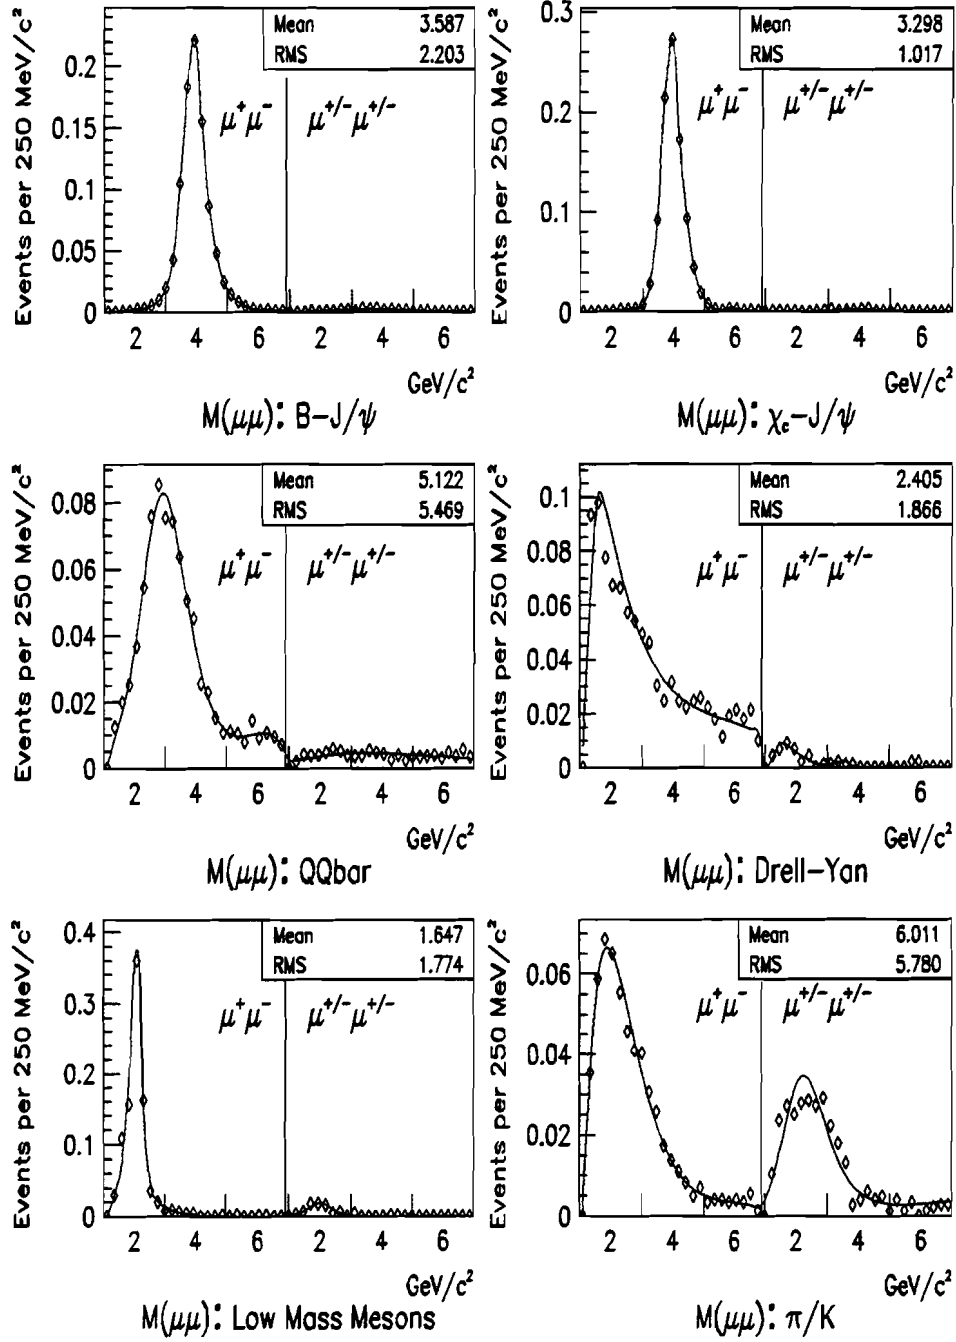 Events per 250 MeV/c²
Mean 3.587
RMS 2.203
μ⁺μ⁻ μ⁺/⁻μ⁺/⁻
0.2
0.15
0.1
0.05
0
2 4 6 2 4 6
GeV/c²
M(μμ): B-J/ψ
Events per 250 MeV/c²
Mean 3.298
RMS 1.017
μ⁺μ⁻ μ⁺/⁻μ⁺/⁻
0.3
0.2
0.1
0
2 4 6 2 4 6
GeV/c²
M(μμ): χc-J/ψ
Events per 250 MeV/c²
Mean 5.122
RMS 5.469
μ⁺μ⁻ μ⁺/⁻μ⁺/⁻
0.08
0.06
0.04
0.02
0
2 4 6 2 4 6
GeV/c²
M(μμ): QQbar
Events per 250 MeV/c²
Mean 2.405
RMS 1.866
μ⁺μ⁻ μ⁺/⁻μ⁺/⁻
0.1
0.08
0.06
0.04
0.02
0
2 4 6 2 4 6
GeV/c²
M(μμ): Drell-Yan
Events per 250 MeV/c²
Mean 1.647
RMS 1.774
μ⁺μ⁻ μ⁺/⁻μ⁺/⁻
0.4
0.3
0.2
0.1
0
2 4 6 2 4 6
GeV/c²
M(μμ): Low Mass Mesons
Events per 250 MeV/c²
Mean 6.011
RMS 5.780
μ⁺μ⁻ μ⁺/⁻μ⁺/⁻
0.06
0.04
0.02
0
2 4 6 2 4 6
GeV/c²
M(μμ): π/K